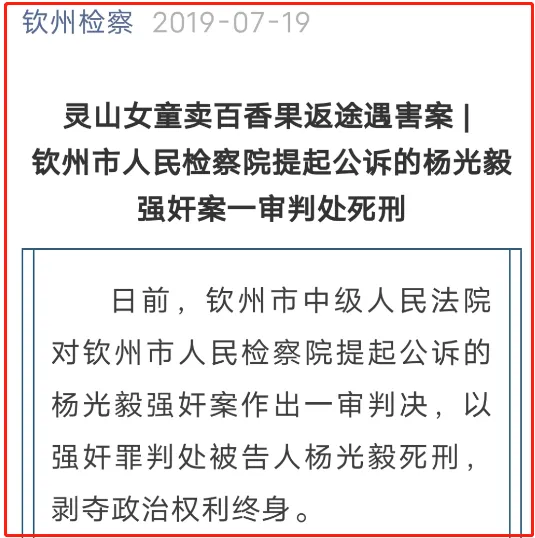 钦州检察 2019-07-19
灵山女童卖百香果返途遇害案 |
钦州市人民检察院提起公诉的杨光毅
强奸案一审判处死刑
日前，钦州市中级人民法院
对钦州市人民检察院提起公诉的
杨光毅强奸案作出一审判决，以
强奸罪判处被告人杨光毅死刑，
剥夺政治权利终身。